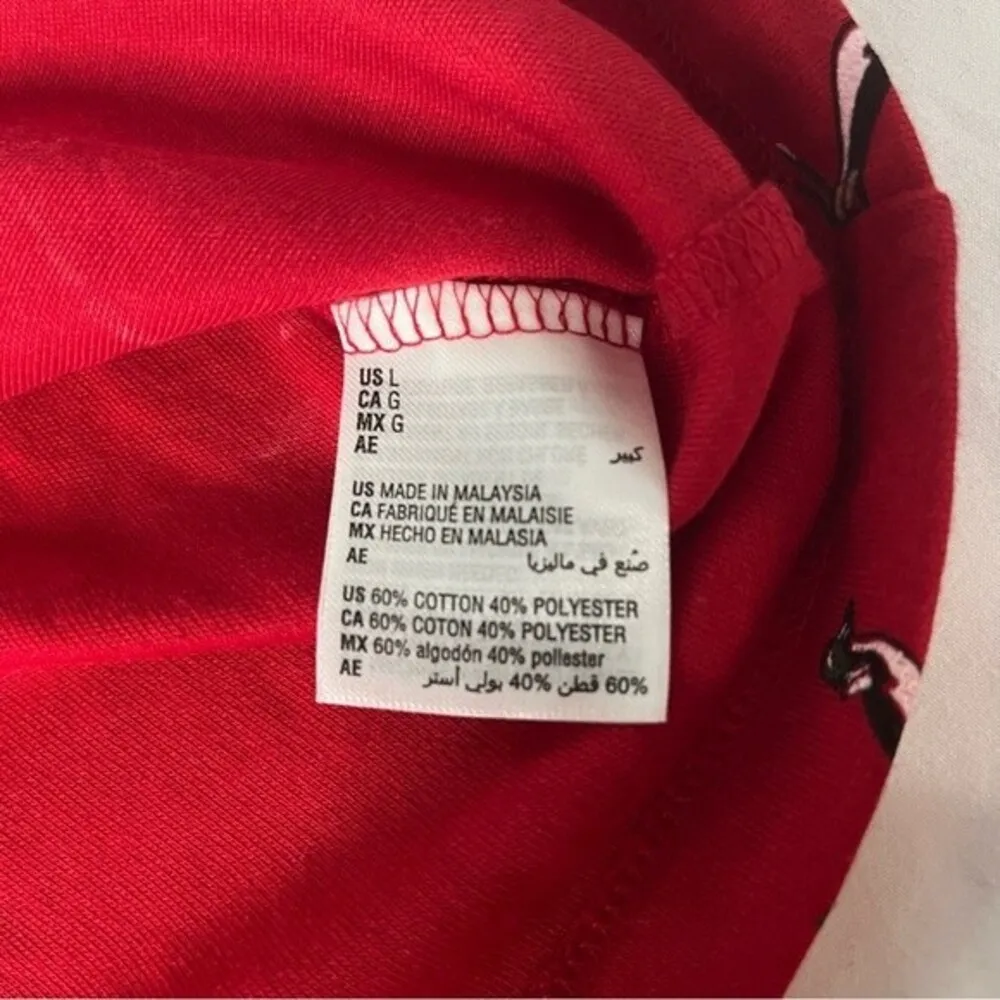 US L
CA G
MX G
AE كبير
US MADE IN MALAYSIA
CA FABRIQUÉ EN MALAISIE
MX HECHO EN MALASIA
AE صُنع في ماليزيا
US 60% COTTON 40% POLYESTER
CA 60% COTON 40% POLYESTER
MX 60% algodón 40% poliester
AE 60% قطن 40% بولي أستر